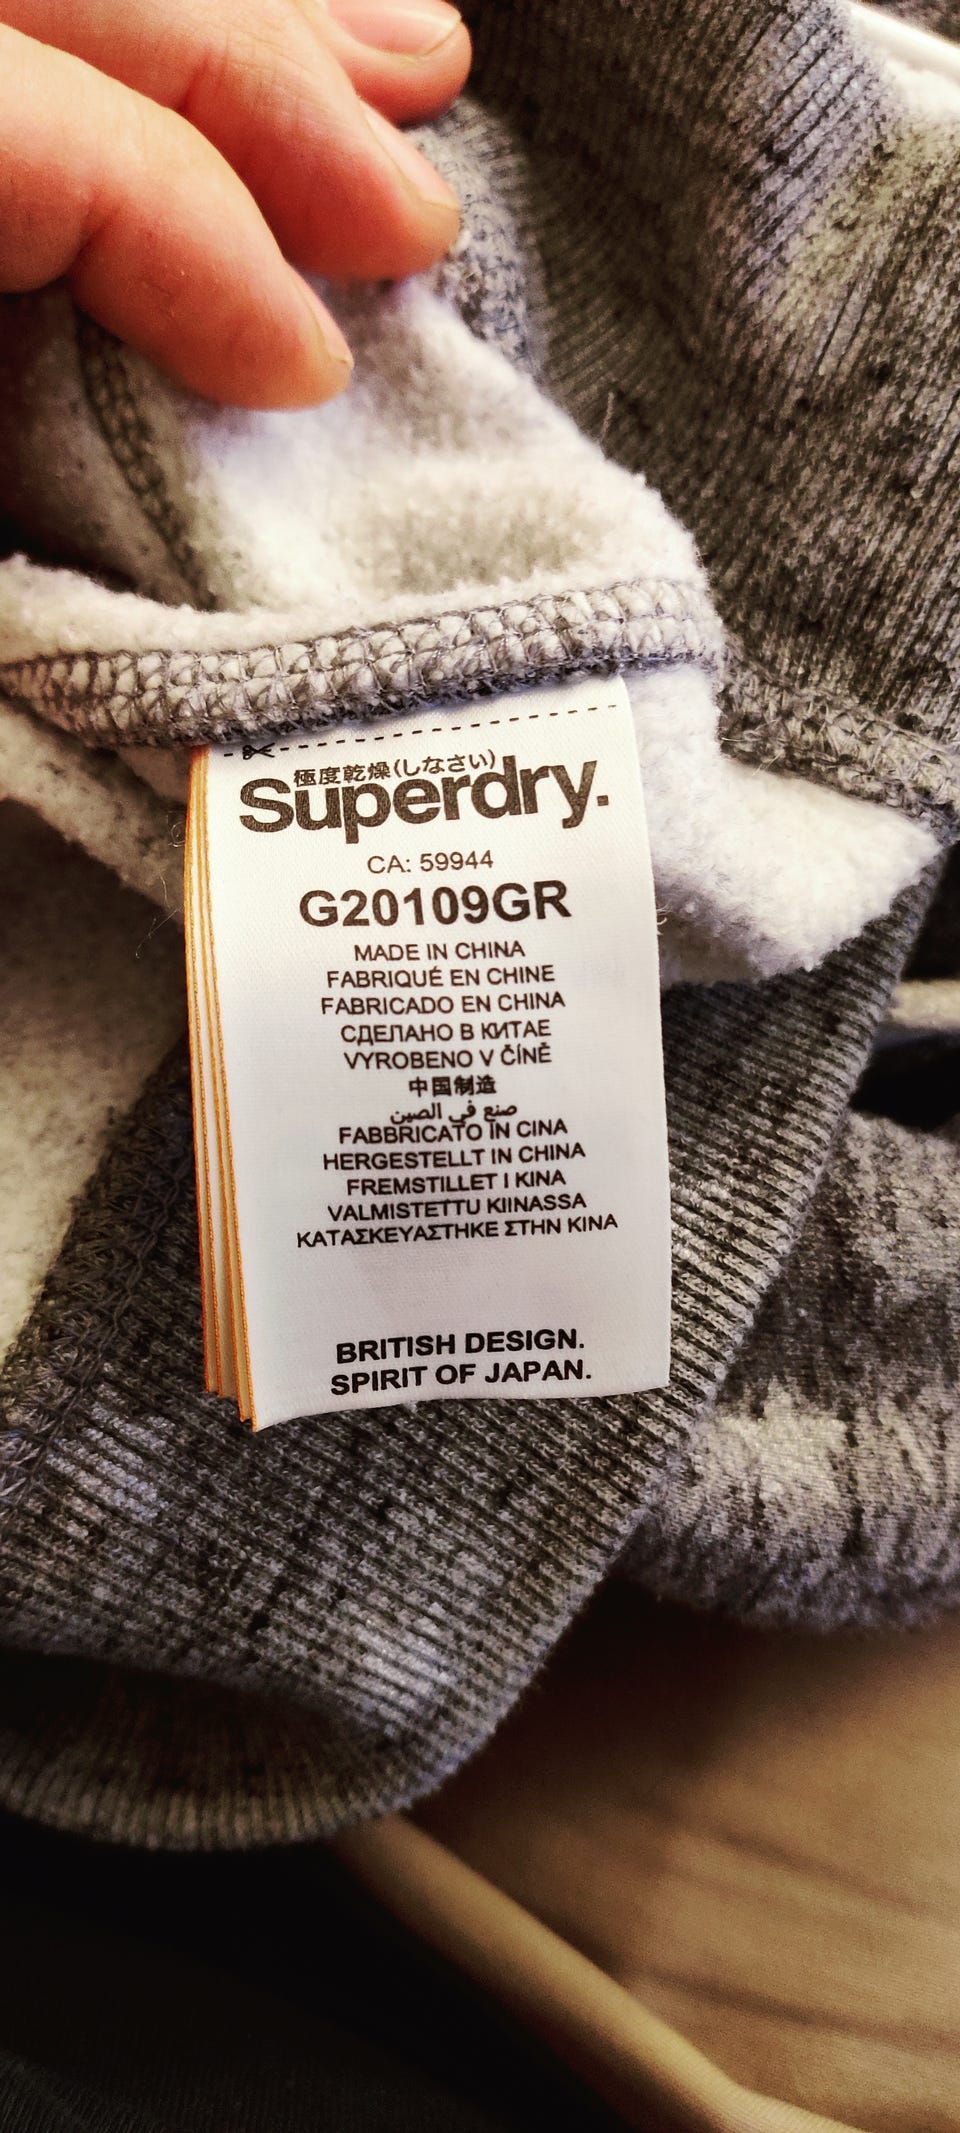 極度乾燥(しなさい)
Superdry.
CA: 59944
G20109GR
MADE IN CHINA
FABRIQUÉ EN CHINE
FABRICADO EN CHINA
СДЕЛАНО В КИТАЕ
VYROBENO V ČÍNĚ
中国制造
صنع في الصين
FABBRICATO IN CINA
HERGESTELLT IN CHINA
FREMSTILLET I KINA
VALMISTETTU KIINASSA
ΚΑΤΑΣΚΕΥΑΣΤΗΚΕ ΣΤΗΝ ΚΙΝΑ
BRITISH DESIGN.
SPIRIT OF JAPAN.